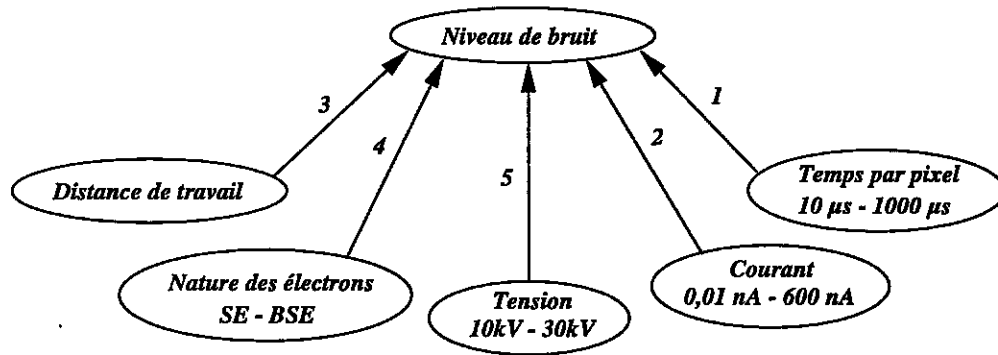 Niveau de bruit
3
4
5
2
1
Distance de travail
Temps par pixel
10 µs - 1000 µs
Nature des électrons
SE - BSE
Tension
10kV - 30kV
Courant
0,01 nA - 600 nA